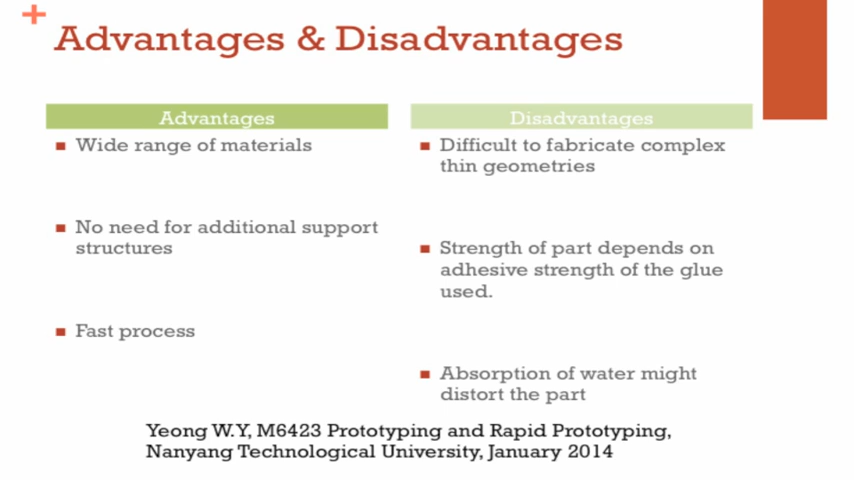 Advantages & Disadvantages
Advantages
Wide range of materials
No need for additional support
structures
Fast process
Disadvantages
Difficult to fabricate complex
thin geometries
Strength of part depends on
adhesive strength of the glue
used.
Absorption of water might
distort the part
Yeong W.Y, M6423 Prototyping and Rapid Prototyping,
Nanyang Technological University, January 2014